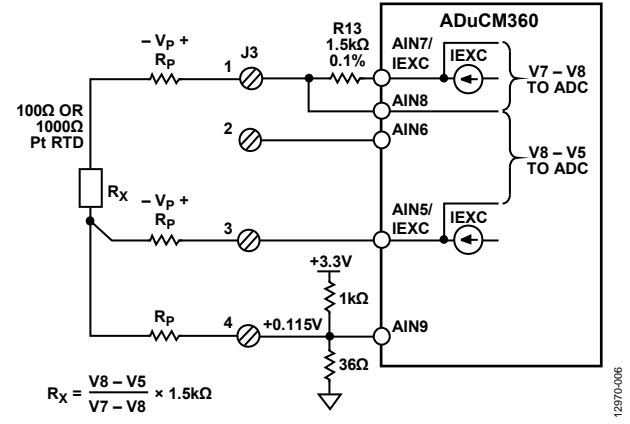 ADuCM360
R13
1.5kΩ
0.1%
AIN7/
IEXC
IEXC
V7 – V8
TO ADC
– VP +
RP
J3
1
AIN8
100Ω OR
1000Ω
Pt RTD
2
AIN6
V8 – V5
TO ADC
RX
– VP +
RP
3
AIN5/
IEXC
IEXC
+3.3V
1kΩ
RP
4
+0.115V
AIN9
36Ω
RX = V8 – V5 / V7 – V8 × 1.5kΩ
12970-006